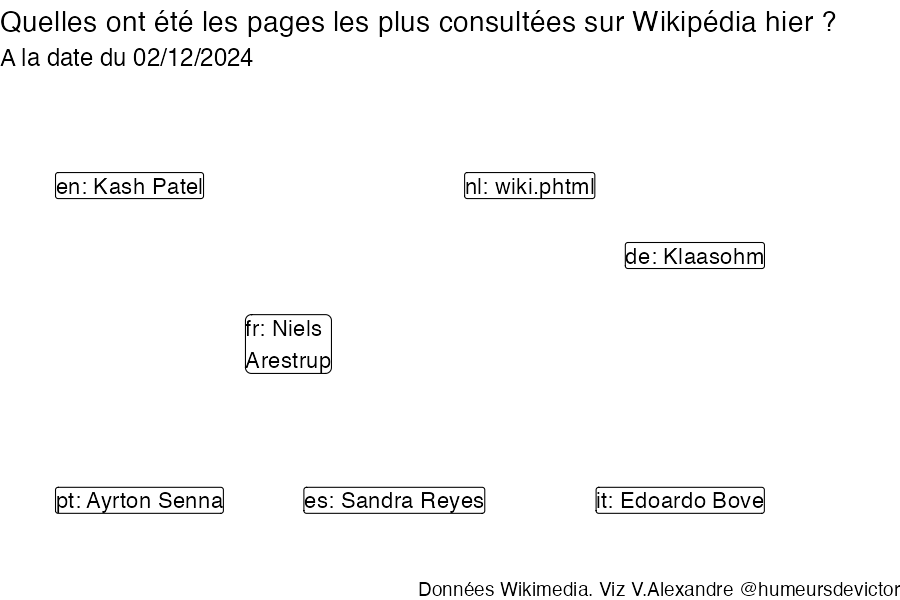 Quelles ont été les pages les plus consultées sur Wikipédia hier ?
A la date du 02/12/2024
en: Kash Patel
nl: wiki.phtml
de: Klaasohm
fr: Niels
Arestrup
pt: Ayrton Senna
es: Sandra Reyes
it: Edoardo Bove
Données Wikimedia. Viz V.Alexandre @humeursdevictor